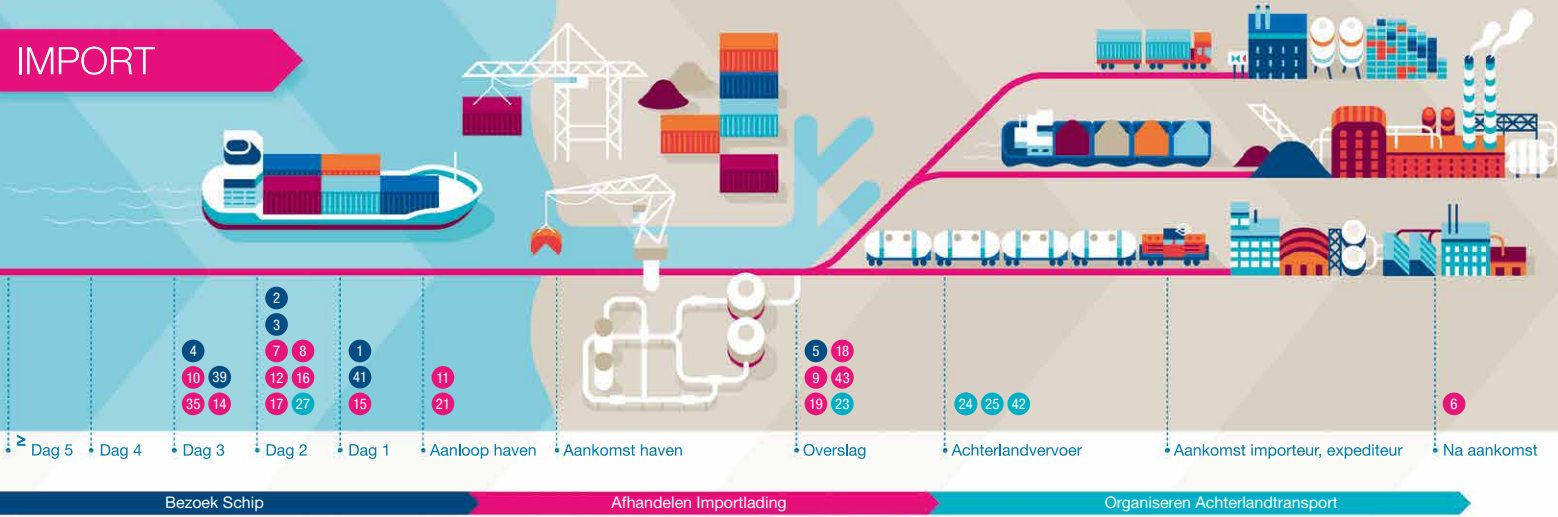 IMPORT
2
3
4 7 8 1 5 18
10 39 12 16 41 11 9 43
35 14 17 27 15 21 19 23 24 25 42 6
≥ Dag 5 Dag 4 Dag 3 Dag 2 Dag 1 Aanloop haven Aankomst haven Overslag Achterlandvervoer Aankomst importeur, expediteur Na aankomst
Bezoek Schip Afhandelen Importlading Organiseren Achterlandtransport